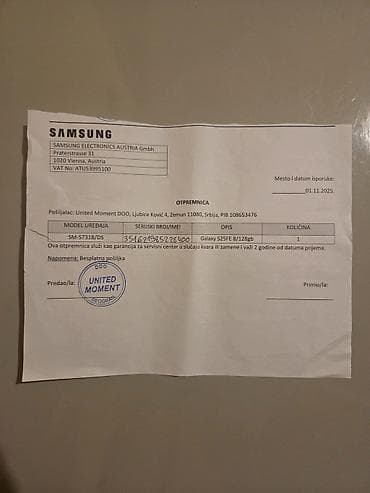 SAMSUNG
SAMSUNG ELECTRONICS AUSTRIA Gmbh
Praterstrasse 31
1020 Vienna, Austria
VAT No: ATU53895100
Mesto i datum isporuke:
01.11.2025.
OTPREMNICA
Pošiljalac: United Moment DOO, Ljubice Ković 4, Zemun 11080, Srbija, PIB 108653476
MODEL UREĐAJA SERIJSKI BROJ/IMEI OPIS KOLIČINA
SM-S731B/DS Galaxy S25FE 8/128gb 1
Ova otpremnica služi kao garancija za servisni centar u slučaju kvara ili zamene i važi 2 godine od datuma prijema.
Napomena: Besplatna pošiljka
Predao/la: Primio/la:
DOO
UNITED
MOMENT
BEOGRAD